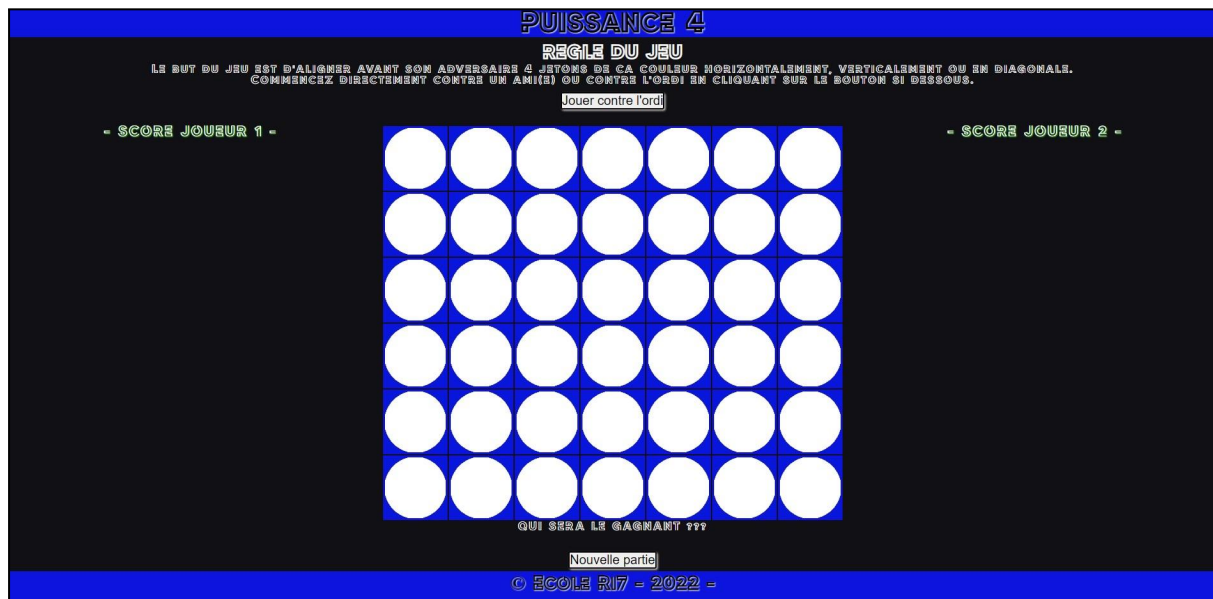 PUISSANCE 4
REGLE DU JEU
LE BUT DU JEU EST D'ALIGNER AVANT SON ADVERSAIRE 4 JETONS DE CA COULEUR HORIZONTALEMENT, VERTICALEMENT OU EN DIAGONALE.
COMMENCEZ DIRECTEMENT CONTRE UN AMI(E) OU CONTRE L'ORDI EN CLIQUANT SUR LE BOUTON SI DESSOUS.
Jouer contre l'ordi
- SCORE JOUEUR 1 -
- SCORE JOUEUR 2 -
QUI SERA LE GAGNANT ???
Nouvelle partie
© ECOLE RI7 - 2022 -